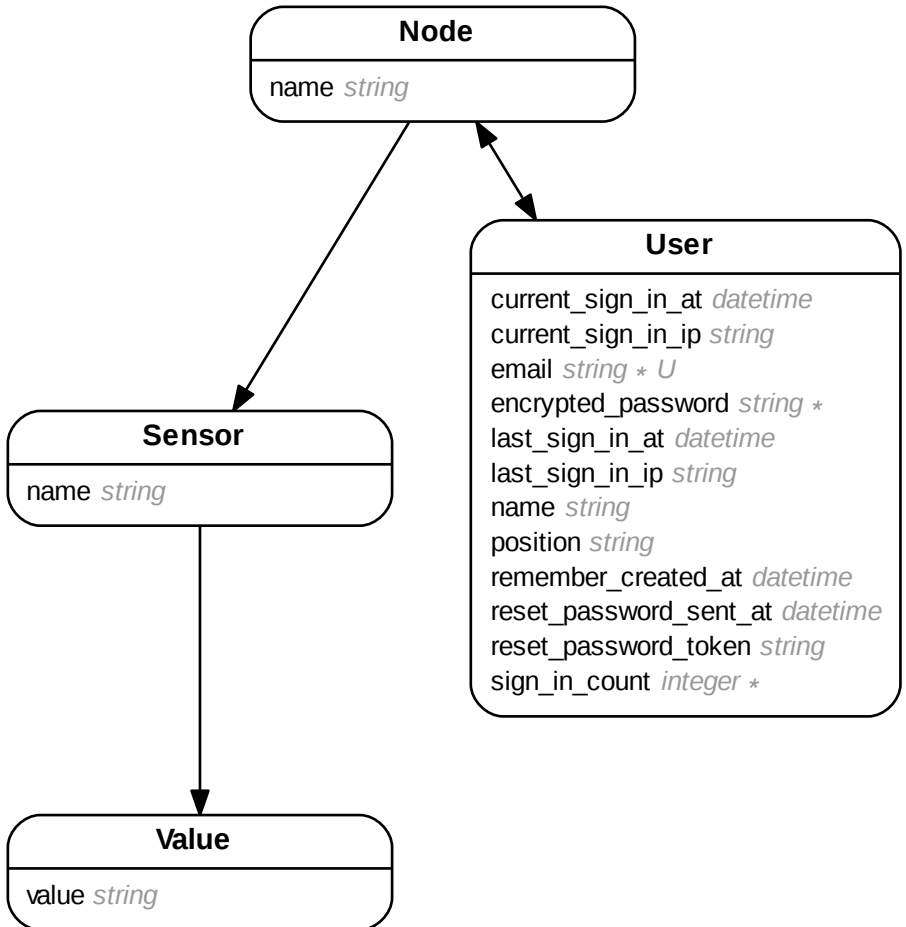 Node
name string
User
current_sign_in_at datetime
current_sign_in_ip string
email string * U
encrypted_password string *
last_sign_in_at datetime
last_sign_in_ip string
name string
position string
remember_created_at datetime
reset_password_sent_at datetime
reset_password_token string
sign_in_count integer *
Sensor
name string
Value
value string